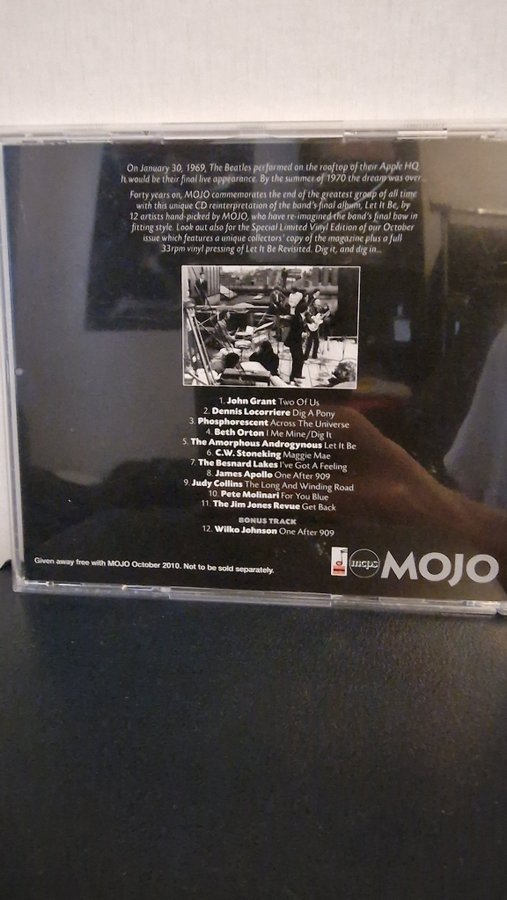 On January 30, 1969, The Beatles performed on the rooftop of their Apple HQ.
It would be their final live appearance. By the summer of 1970 the dream was over...
Forty years on, MOJO commemorates the end of the greatest group of all time
with this unique CD reinterpretation of the band's final album, Let It Be, by
12 artists hand-picked by MOJO, who have re-imagined the band's final bow in
fitting style. Look out also for the Special Limited Vinyl Edition of our October
issue which features a unique collectors' copy of the magazine plus a full
33rpm vinyl pressing of Let It Be Revisited. Dig it, and dig in...
1. John Grant Two Of Us
2. Dennis Locorriere Dig A Pony
3. Phosphorescent Across The Universe
4. Beth Orton I Me Mine/Dig It
5. The Amorphous Androgynous Let It Be
6. C.W. Stoneking Maggie Mae
7. The Besnard Lakes I've Got A Feeling
8. James Apollo One After 909
9. Judy Collins The Long And Winding Road
10. Pete Molinari For You Blue
11. The Jim Jones Revue Get Back
BONUS TRACK
12. Wilko Johnson One After 909
Given away free with MOJO October 2010. Not to be sold separately.
mcps
MOJO